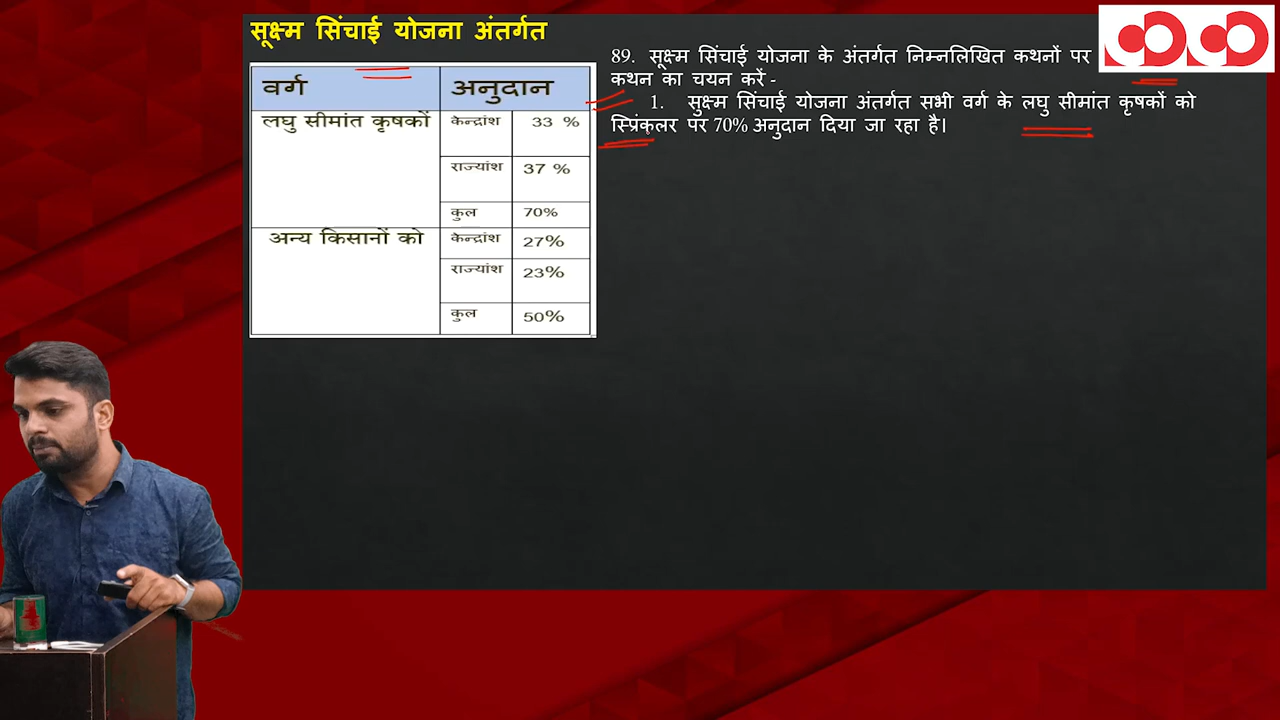 सूक्ष्म सिंचाई योजना अंतर्गत
वर्ग अनुदान
लघु सीमांत कृषकों केन्द्रांश 33 %
राज्यांश 37 %
कुल 70%
अन्य किसानों को केन्द्रांश 27%
राज्यांश 23%
कुल 50%
89. सूक्ष्म सिंचाई योजना के अंतर्गत निम्नलिखित कथनों पर
कथन का चयन करें -
1. सुक्ष्म सिंचाई योजना अंतर्गत सभी वर्ग के लघु सीमांत कृषकों को
स्प्रिंकलर पर 70% अनुदान दिया जा रहा है।